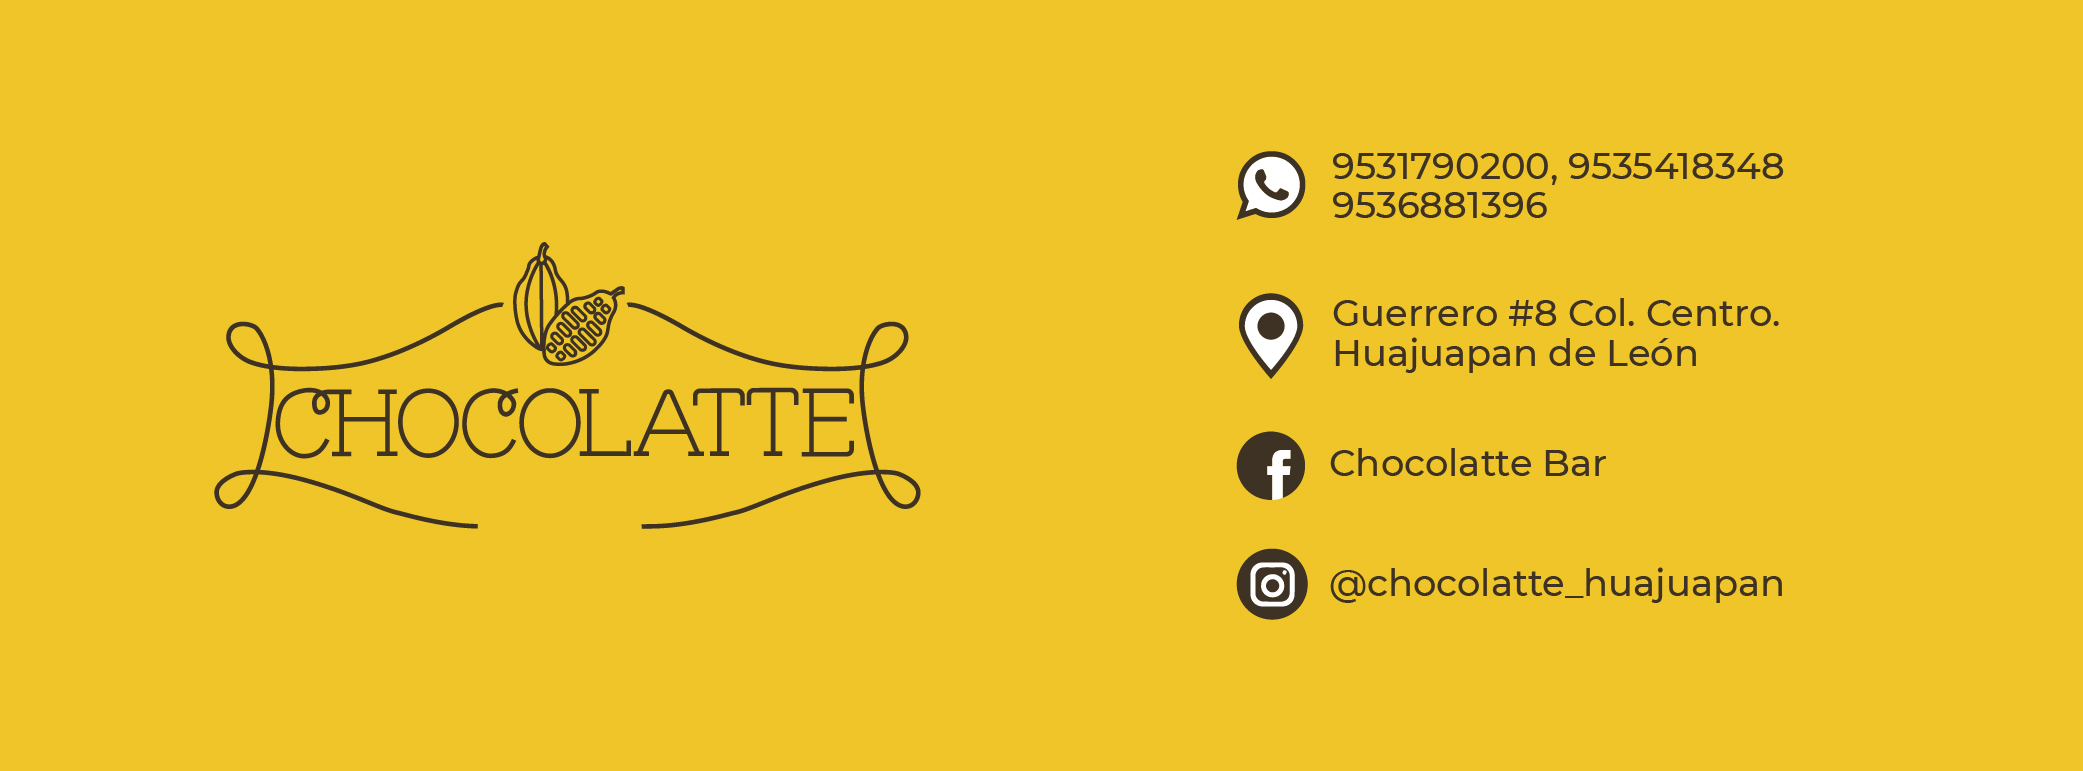 CHOCOLATTE
9531790200, 9535418348
9536881396
Guerrero #8 Col. Centro.
Huajuapan de León
Chocolatte Bar
@chocolatte_huajuapan